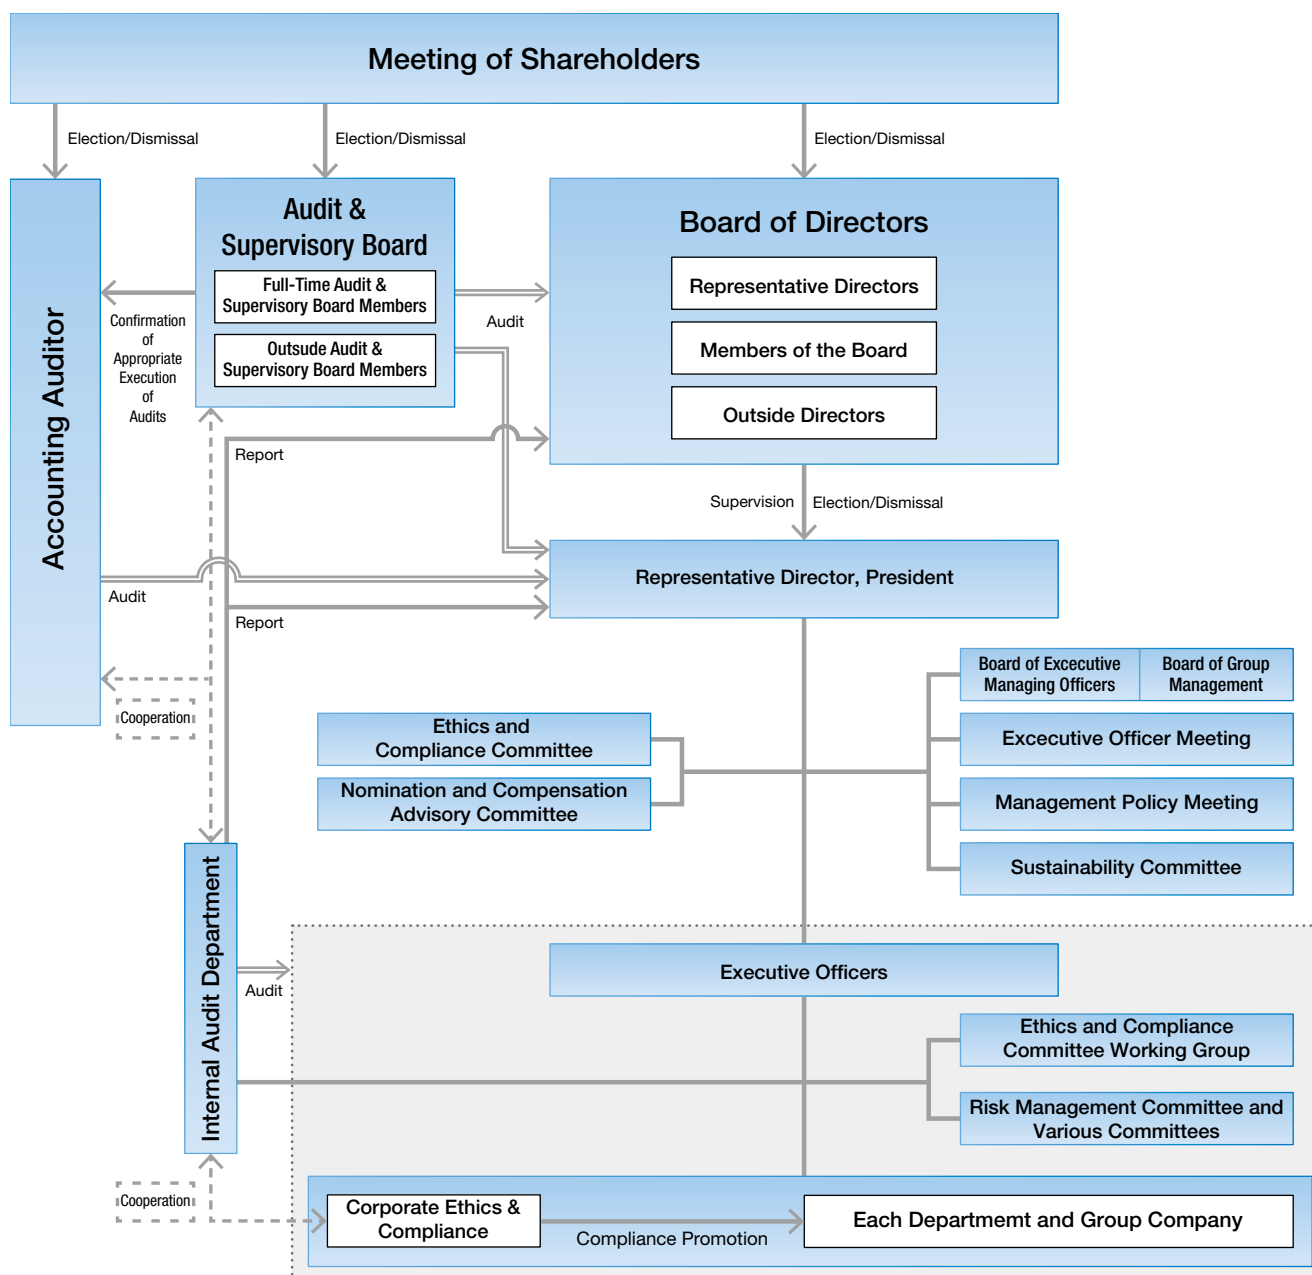 Meeting of Shareholders
Election/Dismissal
Election/Dismissal
Election/Dismissal
Accounting Auditor
Audit &
Supervisory Board
Full-Time Audit &
Supervisory Board Members
Outsude Audit &
Supervisory Board Members
Board of Directors
Representative Directors
Members of the Board
Outside Directors
Confirmation
of
Appropriate
Execution
of
Audits
Audit
Report
Supervision
Election/Dismissal
Representative Director, President
Audit
Report
Cooperation
Board of Excecutive
Managing Officers
Board of Group
Management
Excecutive Officer Meeting
Management Policy Meeting
Sustainability Committee
Ethics and
Compliance Committee
Nomination and Compensation
Advisory Committee
Internal Audit Department
Audit
Executive Officers
Ethics and Compliance
Committee Working Group
Risk Management Committee and
Various Committees
Cooperation
Corporate Ethics &
Compliance
Compliance Promotion
Each Departmemt and Group Company